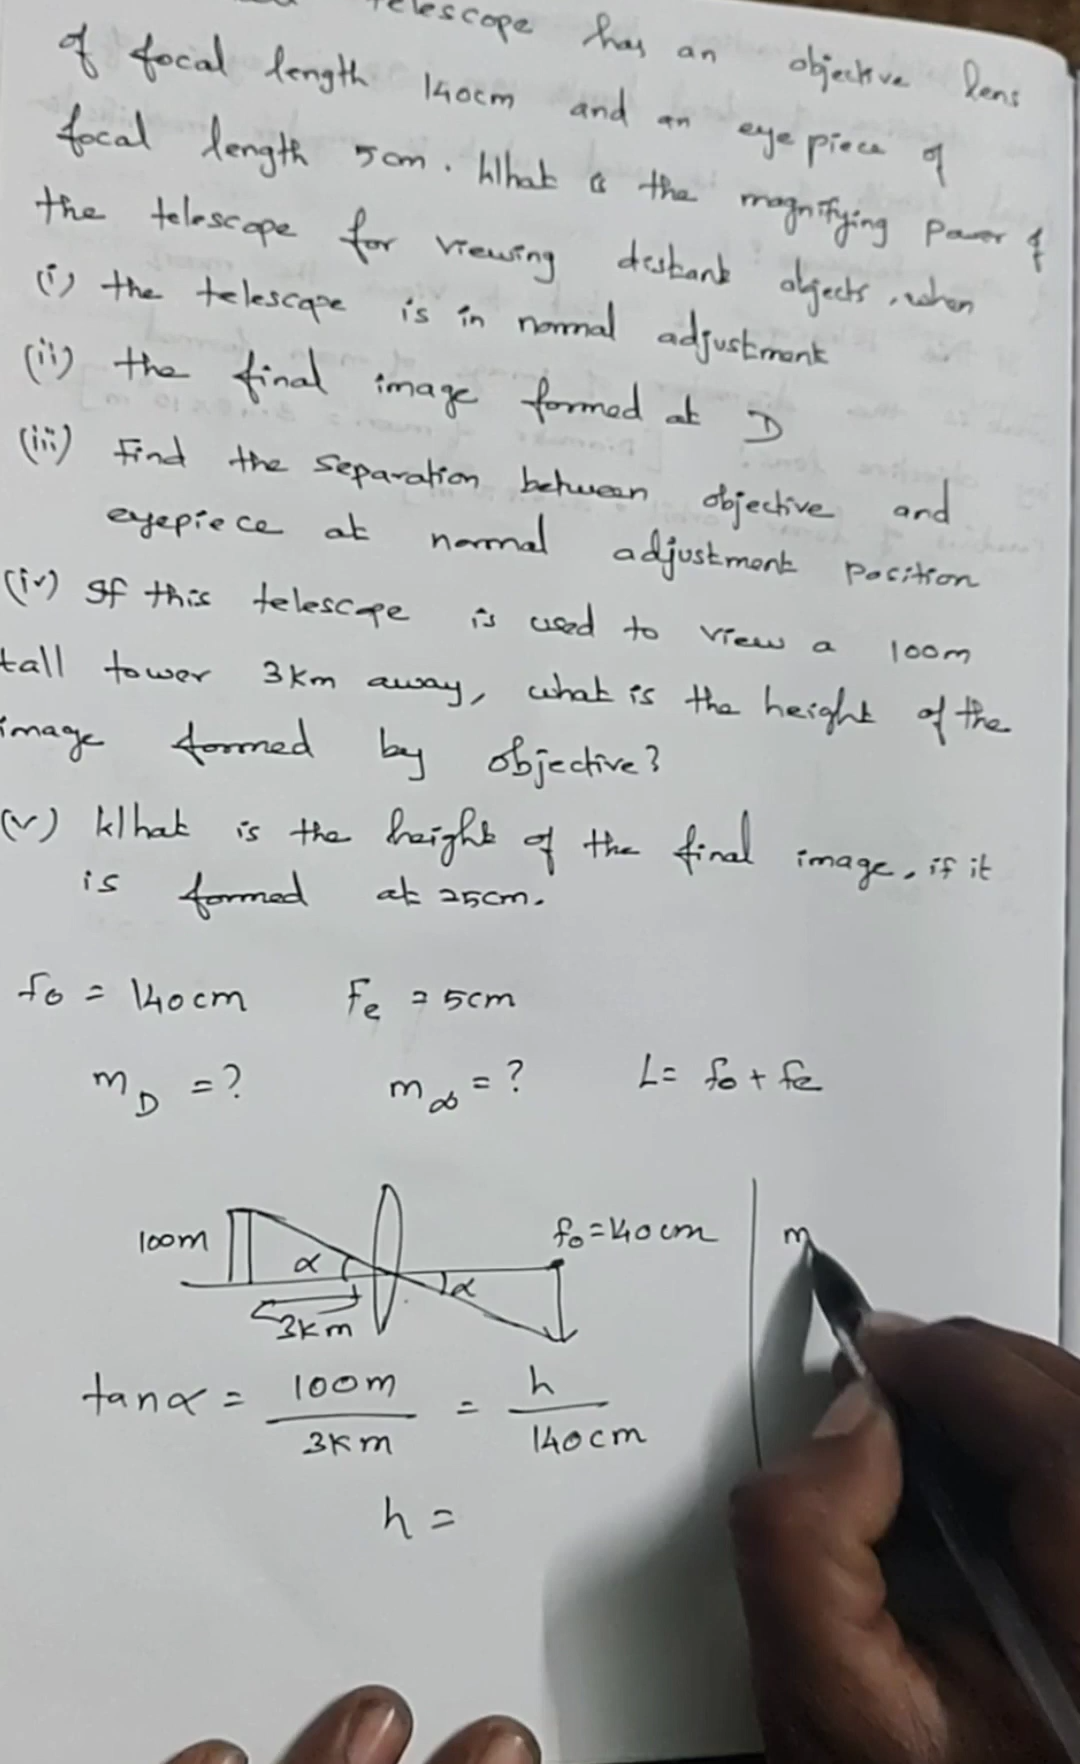 telescope has an objective lens
of focal length 140cm and an eye piece of
focal length 5cm. What is the magnifying power of
the telescope for viewing distant objects, when
(i) the telescope is in normal adjustment
(ii) the final image formed at D
(iii) Find the separation between objective and
eyepiece at normal adjustment position
(iv) If this telescope is used to view a 100m
tall tower 3km away, what is the height of the
image formed by objective?
(v) What is the height of the final image, if it
is formed at 25cm.
fo = 140cm Fe = 5cm
mD = ? m∞ = ? L = fo + fe
100m α α fo = 140cm m
3km
tanα = 100m/3Km = h/140cm
h =